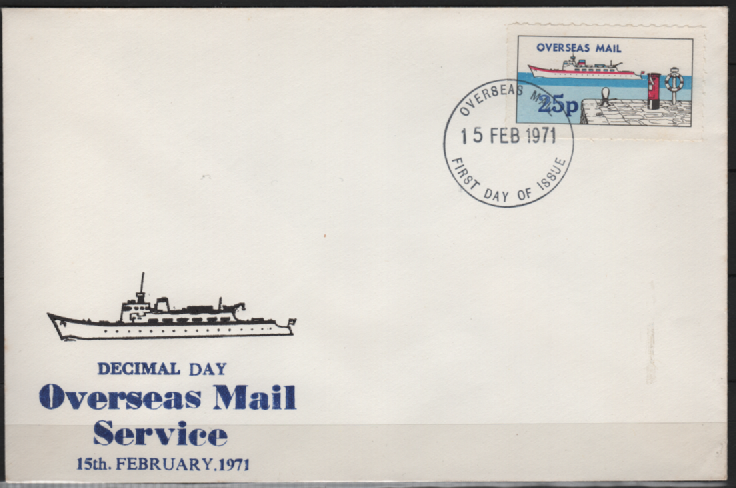 OVERSEAS MAIL
25p
OVERSEAS MAIL
15 FEB 1971
FIRST DAY OF ISSUE
DECIMAL DAY
Overseas Mail
Service
15th. FEBRUARY.1971